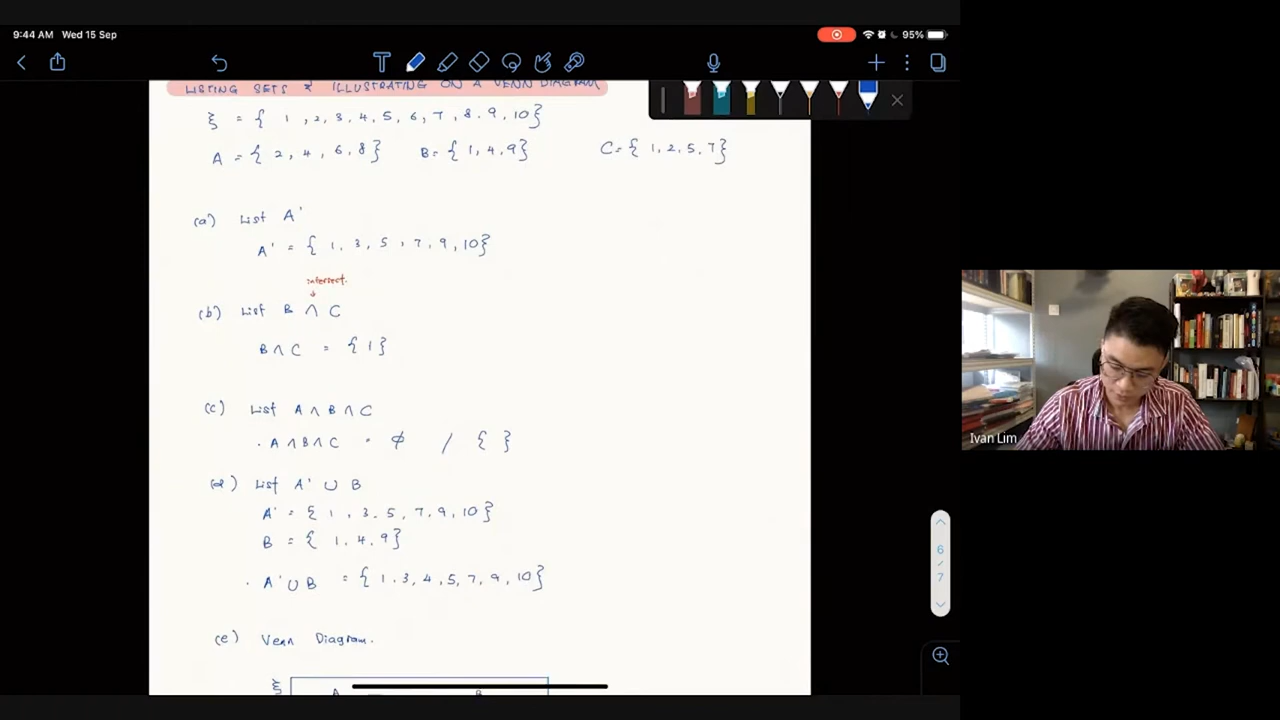 9:44 AM Wed 15 Sep
95%
LISTING SETS & ILLUSTRATING ON A VENN DIAGRAM
ξ = { 1, 2, 3, 4, 5, 6, 7, 8, 9, 10}
A = { 2, 4, 6, 8} B = { 1, 4, 9} C = { 1, 2, 5, 7}
(a) List A'
A' = { 1, 3, 5, 7, 9, 10}
intersect.
(b) List B ∩ C
B ∩ C = { 1 }
(c) List A ∩ B ∩ C
A ∩ B ∩ C = ϕ / { }
(d) List A' ∪ B
A' = { 1, 3, 5, 7, 9, 10}
B = { 1, 4, 9}
A' ∪ B = { 1, 3, 4, 5, 7, 9, 10}
(e) Venn Diagram.
ξ A B
6
/
7
Ivan Lim